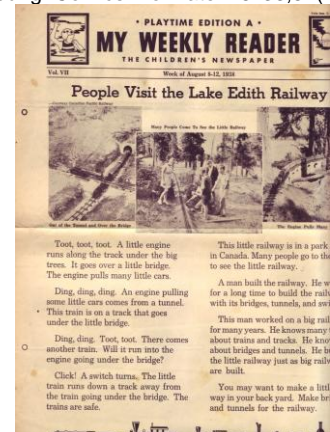 • PLAYTIME EDITION A •
MY WEEKLY READER
THE CHILDREN'S NEWSPAPER
Vol. VII
Week of August 8-12, 1938
People Visit the Lake Edith Railway
Many People Come To See the Little Railway
Out of the Tunnel and Over the Bridge
The Engine Pulls Many
Toot, toot, toot. A little engine
runs along the track under the big
trees. It goes over a little bridge.
The engine pulls many little cars.
Ding, ding, ding. An engine pulling
some little cars comes from a tunnel.
This train is on a track that goes
under the little bridge.
Ding, ding. Toot, toot. There comes
another train. Will it run into the
engine going under the bridge?
Click! A switch turns. The little
train runs down a track away from
the train going under the bridge. The
trains are safe.
This little railway is in a park
in Canada. Many people go to the
to see the little railway.
A man built the railway. He w
for a long time to build the rail
with its bridges, tunnels, and swi
This man worked on a big rail
for many years. He knows many
about trains and tracks. He kno
about bridges and tunnels. He bu
the little railway just as big railw
are built.
You may want to make a littl
way in your back yard. Make bri
and tunnels for the railway.